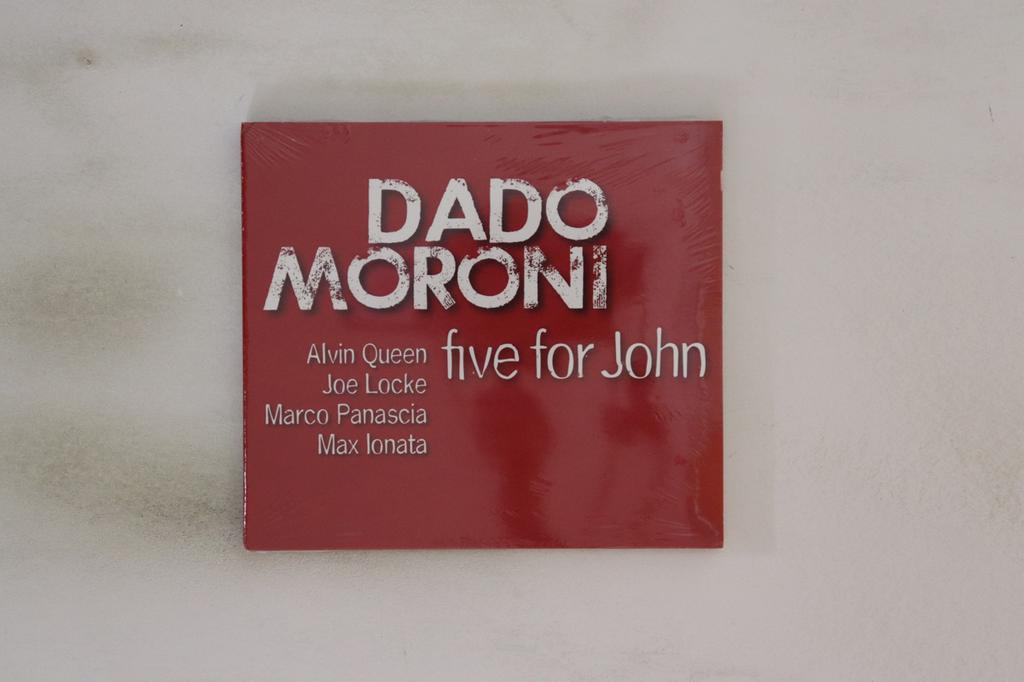 DADO
MORONI
five for John
Alvin Queen
Joe Locke
Marco Panascia
Max Ionata